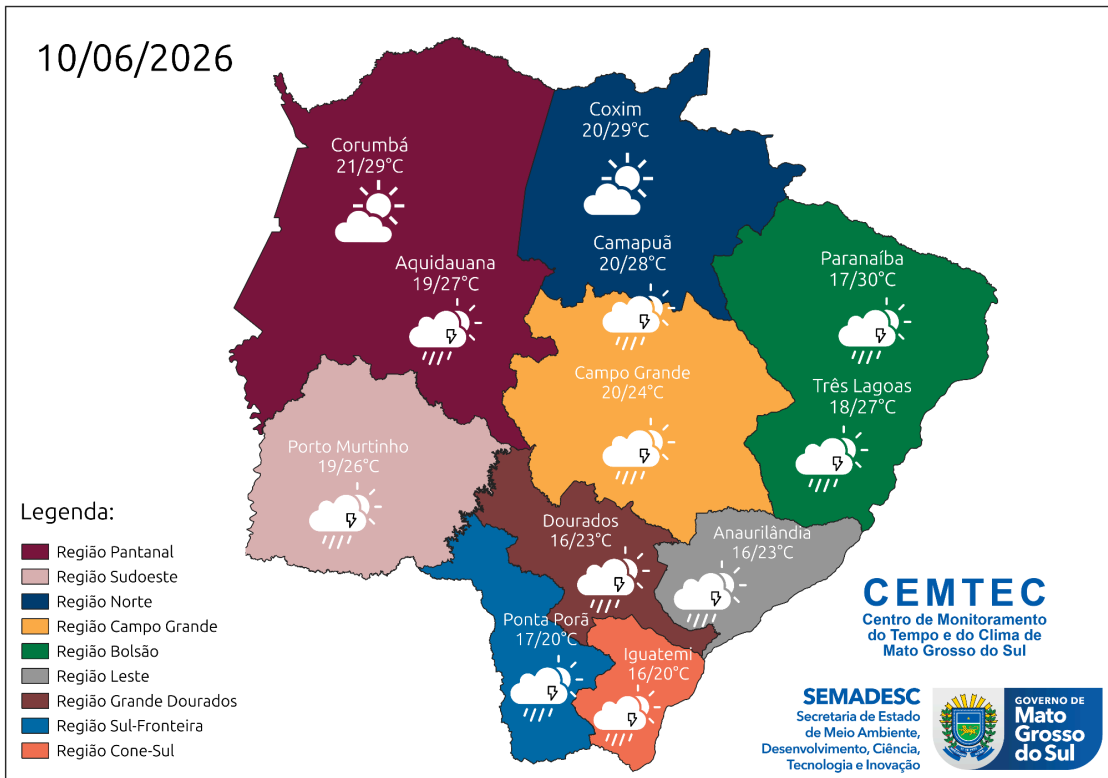 10/06/2026
Coxim
20/29°C
Corumbá
21/29°C
Camapuã
20/28°C
Aquidauana
19/27°C
Paranaíba
17/30°C
Campo Grande
20/24°C
Três Lagoas
18/27°C
Porto Murtinho
19/26°C
Dourados
16/23°C
Anaurilândia
16/23°C
Ponta Porã
17/20°C
Iguatemi
16/20°C
Legenda:
Região Pantanal
Região Sudoeste
Região Norte
Região Campo Grande
Região Bolsão
Região Leste
Região Grande Dourados
Região Sul-Fronteira
Região Cone-Sul
CEMTEC
Centro de Monitoramento
do Tempo e do Clima de
Mato Grosso do Sul
SEMADESC
Secretaria de Estado
de Meio Ambiente,
Desenvolvimento, Ciência,
Tecnologia e Inovação
GOVERNO DE
Mato
Grosso
do Sul